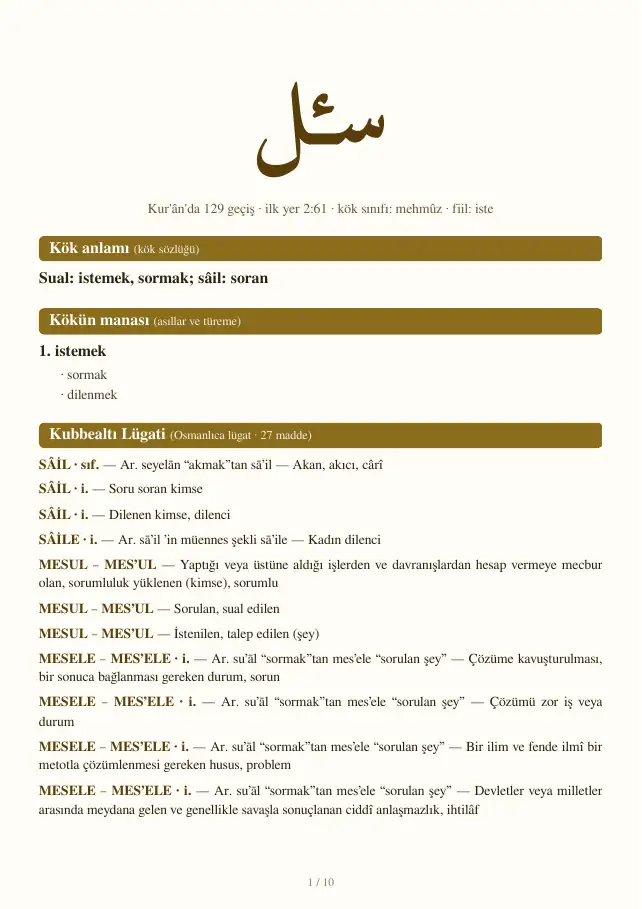 سئل
Kur'ân'da 129 geçiş · ilk yer 2:61 · kök sınıfı: mehmûz · fiil: iste
Kök anlamı (kök sözlüğü)
Sual: istemek, sormak; sâil: soran
Kökün manası (asıllar ve türeme)
1. istemek
· sormak
· dilenmek
Kubbealtı Lügati (Osmanlıca lügat · 27 madde)
SÂİL · sıf. — Ar. seyelān “akmak”tan sā’il — Akan, akıcı, cârî
SÂİL · i. — Soru soran kimse
SÂİL · i. — Dilenen kimse, dilenci
SÂİLE · i. — Ar. sā’il ’in müennes şekli sā’ile — Kadın dilenci
MESUL – MES’UL — Yaptığı veya üstüne aldığı işlerden ve davranışlardan hesap vermeye mecbur
olan, sorumluluk yüklenen (kimse), sorumlu
MESUL – MES’UL — Sorulan, sual edilen
MESUL – MES’UL — İstenilen, talep edilen (şey)
MESELE – MES’ELE · i. — Ar. su’āl “sormak”tan mes’ele “sorulan şey” — Çözüme kavuşturulması,
bir sonuca bağlanması gereken durum, sorun
MESELE – MES’ELE · i. — Ar. su’āl “sormak”tan mes’ele “sorulan şey” — Çözümü zor iş veya
durum
MESELE – MES’ELE · i. — Ar. su’āl “sormak”tan mes’ele “sorulan şey” — Bir ilim ve fende ilmî bir
metotla çözümlenmesi gereken husus, problem
MESELE – MES’ELE · i. — Ar. su’āl “sormak”tan mes’ele “sorulan şey” — Devletler veya milletler
arasında meydana gelen ve genellikle savaşla sonuçlanan ciddî anlaşmazlık, ihtilâf
1 / 10